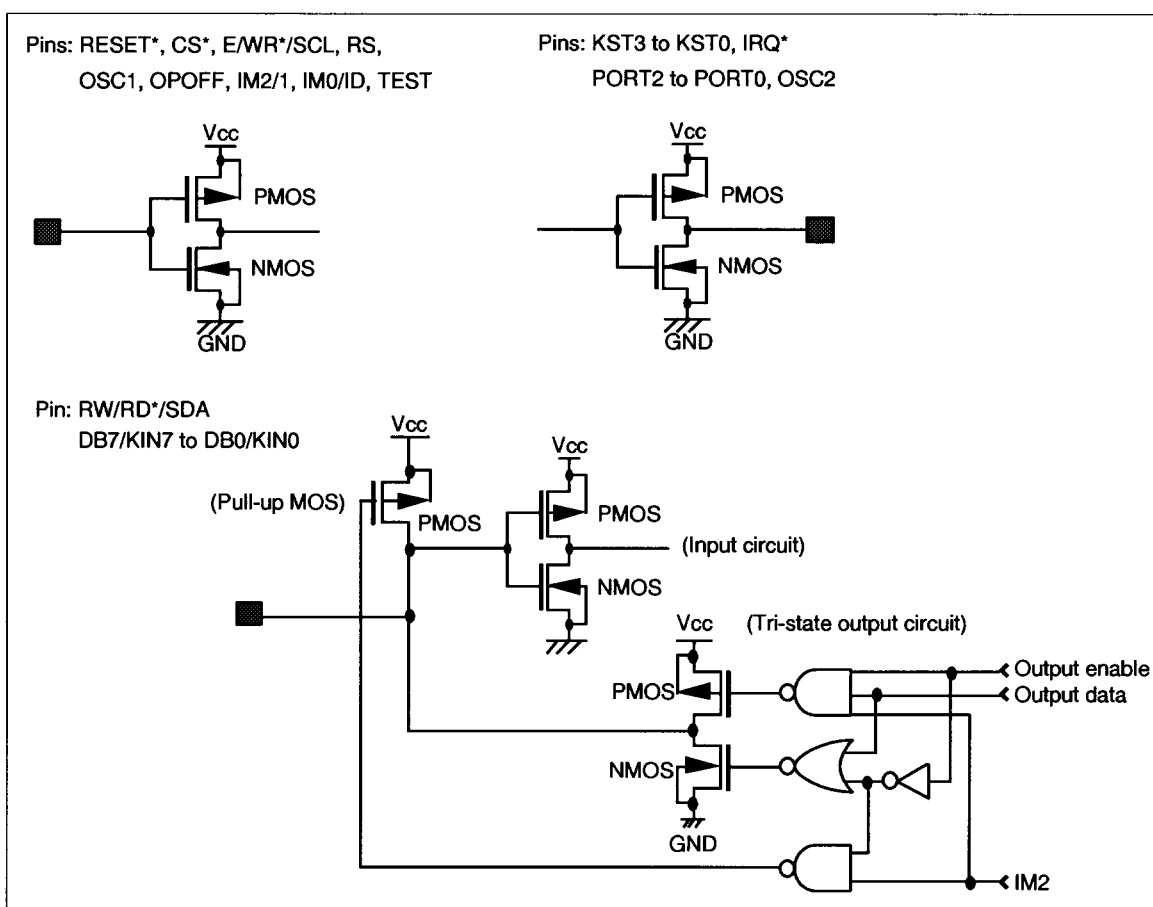 Pins: RESET*, CS*, E/WR*/SCL, RS,
OSC1, OPOFF, IM2/1, IM0/ID, TEST
Vcc
PMOS
NMOS
GND
Pins: KST3 to KST0, IRQ*
PORT2 to PORT0, OSC2
Vcc
PMOS
NMOS
GND
Pin: RW/RD*/SDA
DB7/KIN7 to DB0/KIN0
Vcc
(Pull-up MOS)
PMOS
Vcc
PMOS
(Input circuit)
NMOS
Vcc
(Tri-state output circuit)
PMOS
Output enable
Output data
NMOS
GND
IM2